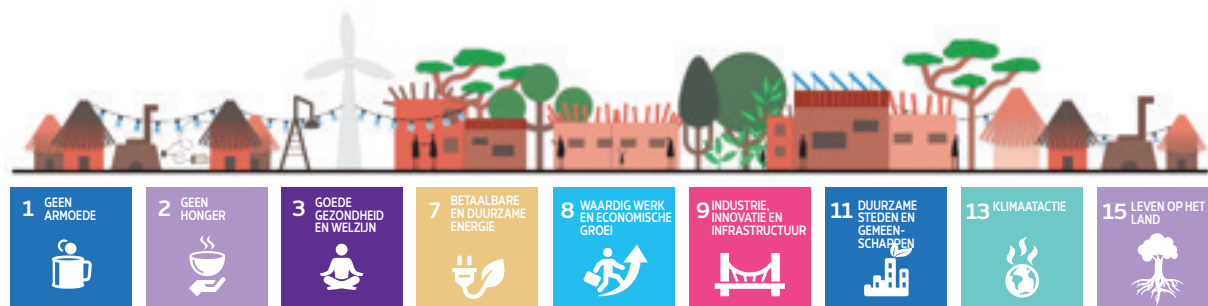 1 GEEN
ARMOEDE
2 GEEN
HONGER
3 GOEDE
GEZONDHEID
EN WELZIJN
7 BETAALBARE
EN DUURZAME
ENERGIE
8 WAARDIG WERK
EN ECONOMISCHE
GROEI
9 INDUSTRIE,
INNOVATIE EN
INFRASTRUCTUUR
11 DUURZAME
STEDEN EN
GEMEEN-
SCHAPPEN
13 KLIMAATACTIE
15 LEVEN OP HET
LAND